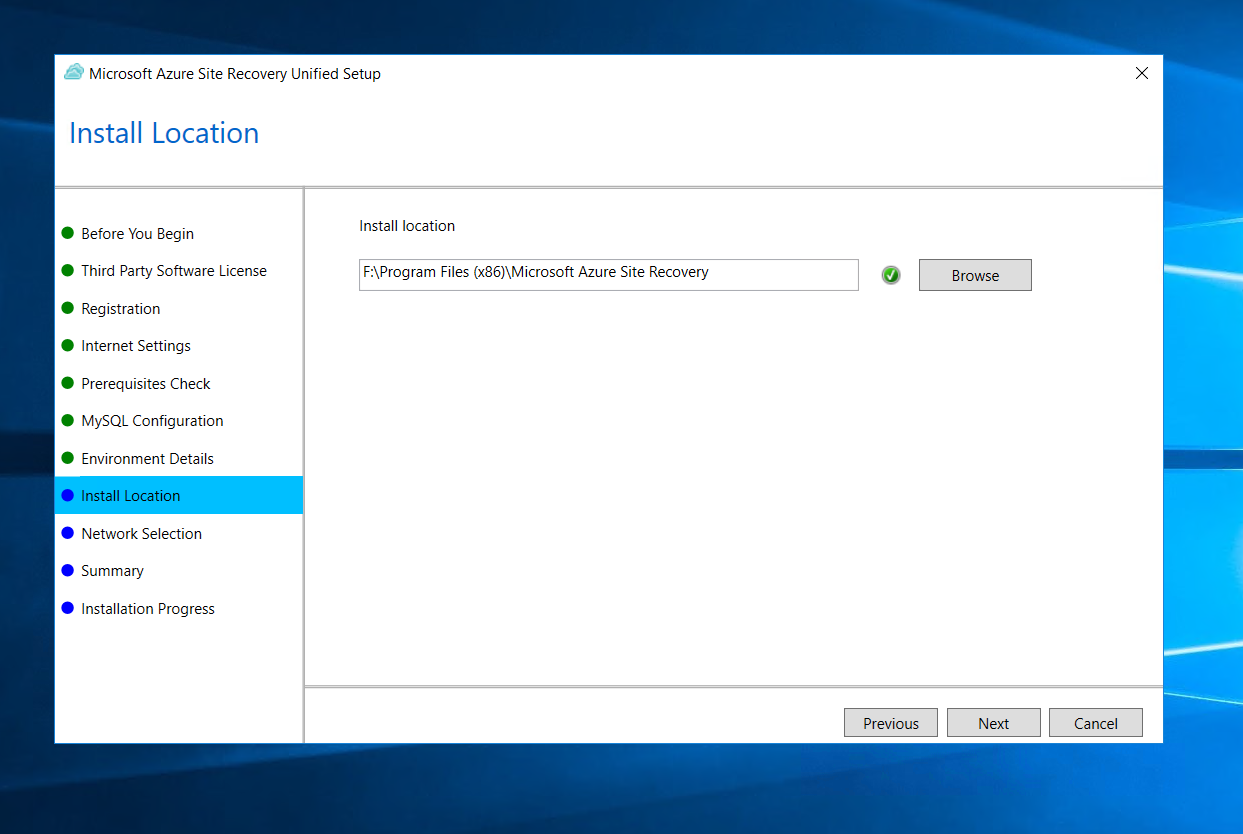 Microsoft Azure Site Recovery Unified Setup
Install Location
Before You Begin
Third Party Software License
Registration
Internet Settings
Prerequisites Check
MySQL Configuration
Environment Details
Install Location
Network Selection
Summary
Installation Progress
Install location
F:\Program Files (x86)\Microsoft Azure Site Recovery
Browse
Previous Next Cancel